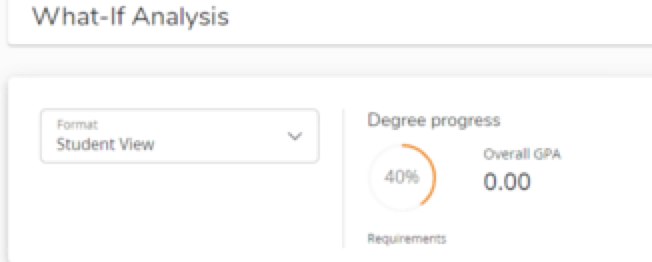 What-If Analysis
Format
Student View
Degree progress
40%
Overall GPA
0.00
Requirements